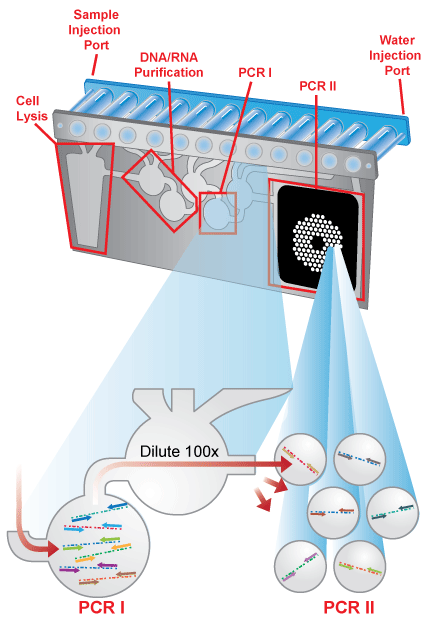 Sample
Injection
Port
DNA/RNA
Purification
PCR I
PCR II
Water
Injection
Port
Cell
Lysis
Dilute 100x
PCR I
PCR II